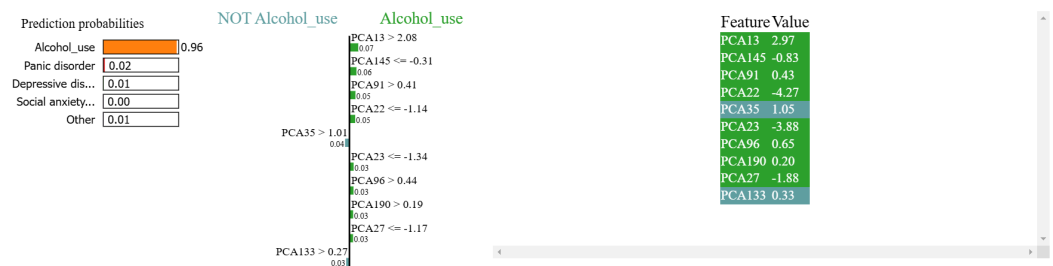 Prediction probabilities
Alcohol_use 0.96
Panic disorder 0.02
Depressive dis... 0.01
Social anxiety... 0.00
Other 0.01
NOT Alcohol_use Alcohol_use
PCA13 > 2.08
0.07
PCA145 <= -0.31
0.06
PCA91 > 0.41
0.05
PCA22 <= -1.14
0.05
PCA35 > 1.01
0.04
PCA23 <= -1.34
0.03
PCA96 > 0.44
0.03
PCA190 > 0.19
0.03
PCA27 <= -1.17
0.03
PCA133 > 0.27
0.03
Feature Value
PCA13 2.97
PCA145 -0.83
PCA91 0.43
PCA22 -4.27
PCA35 1.05
PCA23 -3.88
PCA96 0.65
PCA190 0.20
PCA27 -1.88
PCA133 0.33